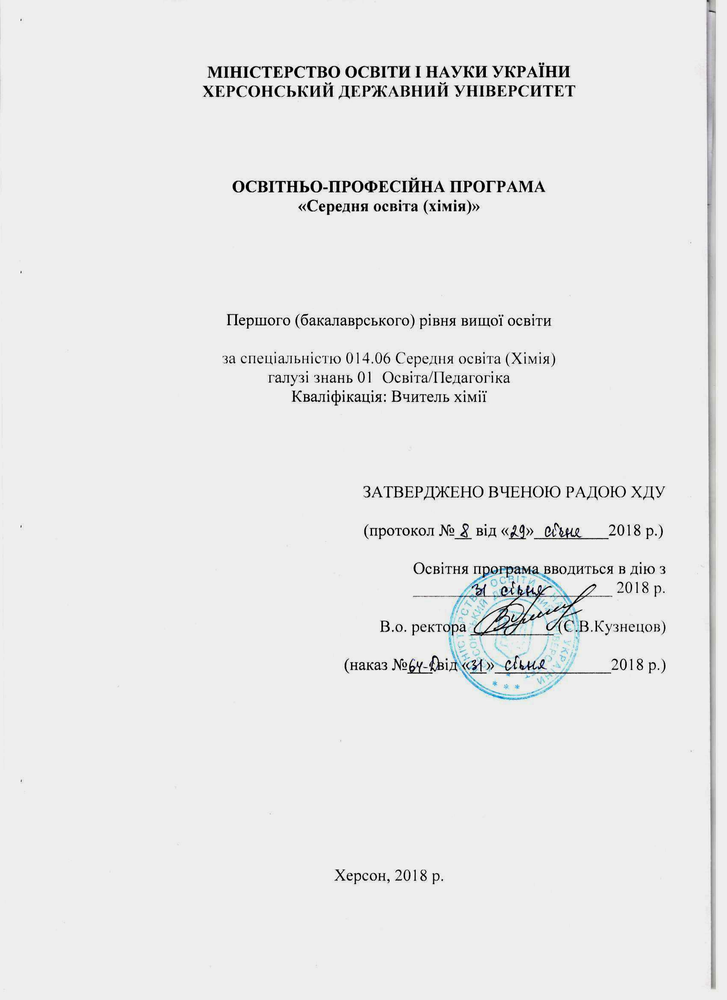 МІНІСТЕРСТВО ОСВІТИ І НАУКИ УКРАЇНИ
ХЕРСОНСЬКИЙ ДЕРЖАВНИЙ УНІВЕРСИТЕТ
ОСВІТНЬО-ПРОФЕСІЙНА ПРОГРАМА
«Середня освіта (хімія)»
Першого (бакалаврського) рівня вищої освіти
за спеціальністю 014.06 Середня освіта (Хімія)
галузі знань 01 Освіта/Педагогіка
Кваліфікація: Вчитель хімії
ЗАТВЕРДЖЕНО ВЧЕНОЮ РАДОЮ ХДУ
(протокол № 8 від «29» січня 2018 р.)
Освітня програма вводиться в дію з
31 січня 2018 р.
В.о. ректора (С.В.Кузнецов)
(наказ №64-Д від «31» січня 2018 р.)
Херсон, 2018 р.